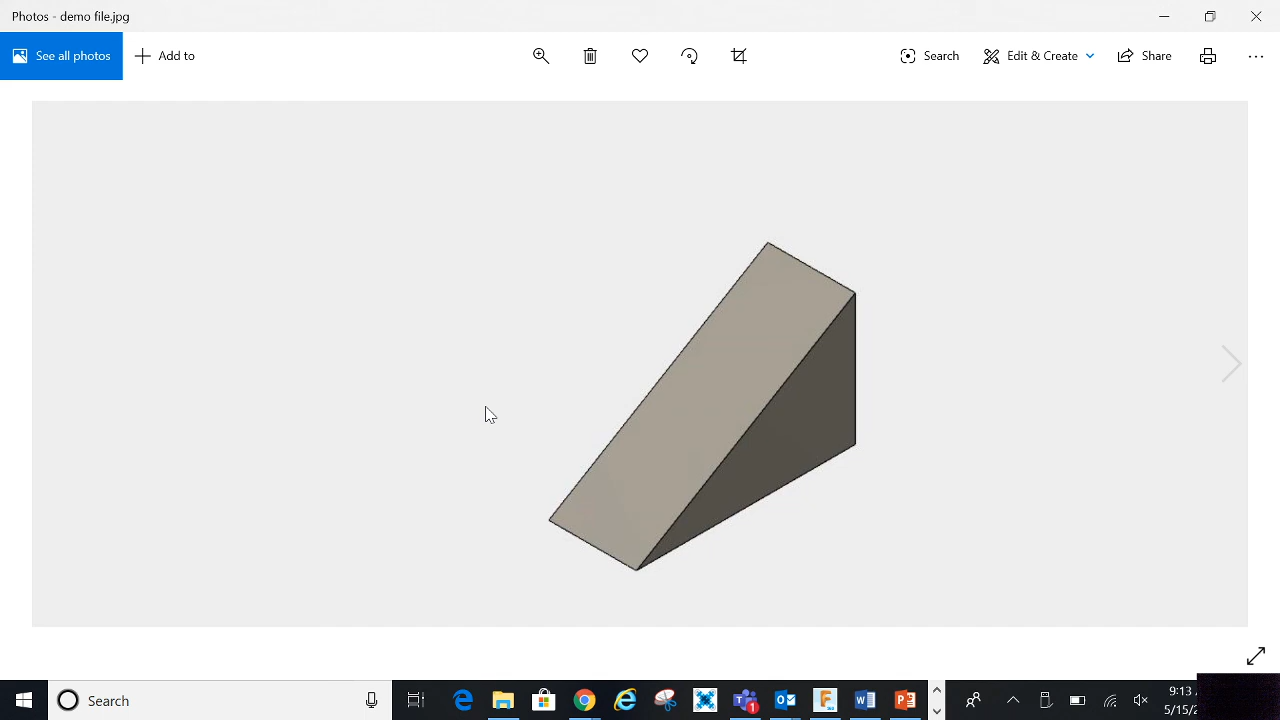 Photos - demo file.jpg
See all photos
Add to
Search
Edit & Create
Share
Search
9:13
5/15/2